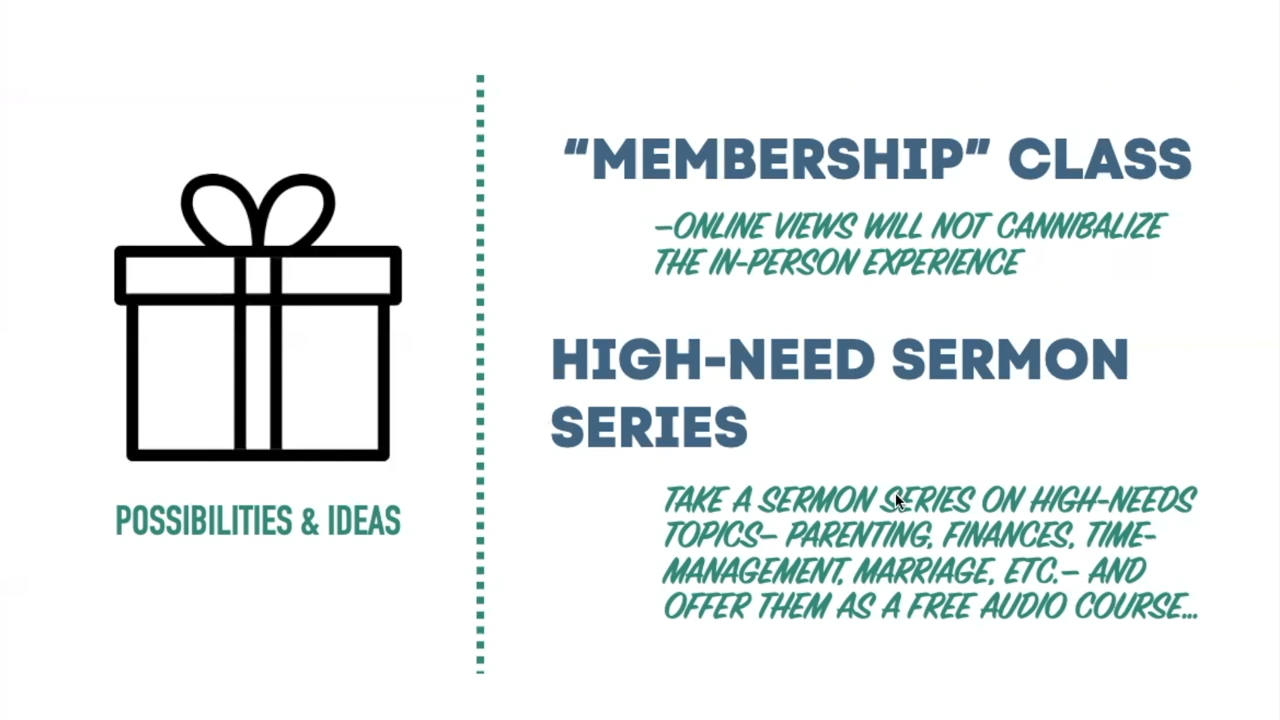 “MEMBERSHIP” CLASS
–ONLINE VIEWS WILL NOT CANNIBALIZE
THE IN-PERSON EXPERIENCE
HIGH-NEED SERMON
SERIES
TAKE A SERMON SERIES ON HIGH-NEEDS
TOPICS– PARENTING, FINANCES, TIME-
MANAGEMENT, MARRIAGE, ETC.– AND
OFFER THEM AS A FREE AUDIO COURSE...
POSSIBILITIES & IDEAS